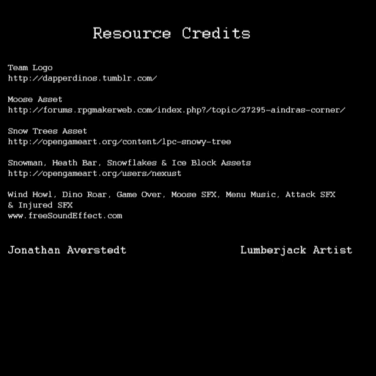 Resource Credits
Team Logo
http://dapperdinos.tumblr.com/
Moose Asset
http://forums.rpgmakerweb.com/index.php?/topic/27295-aindras-corner/
Snow Trees Asset
http://opengameart.org/content/lpc-snowy-tree
Snowman, Heath Bar, Snowflakes & Ice Block Assets
http://opengameart.org/users/nexust
Wind Howl, Dino Roar, Game Over, Moose SFX, Menu Music, Attack SFX
& Injured SFX
www.freeSoundEffect.com
Jonathan Averstedt Lumberjack Artist